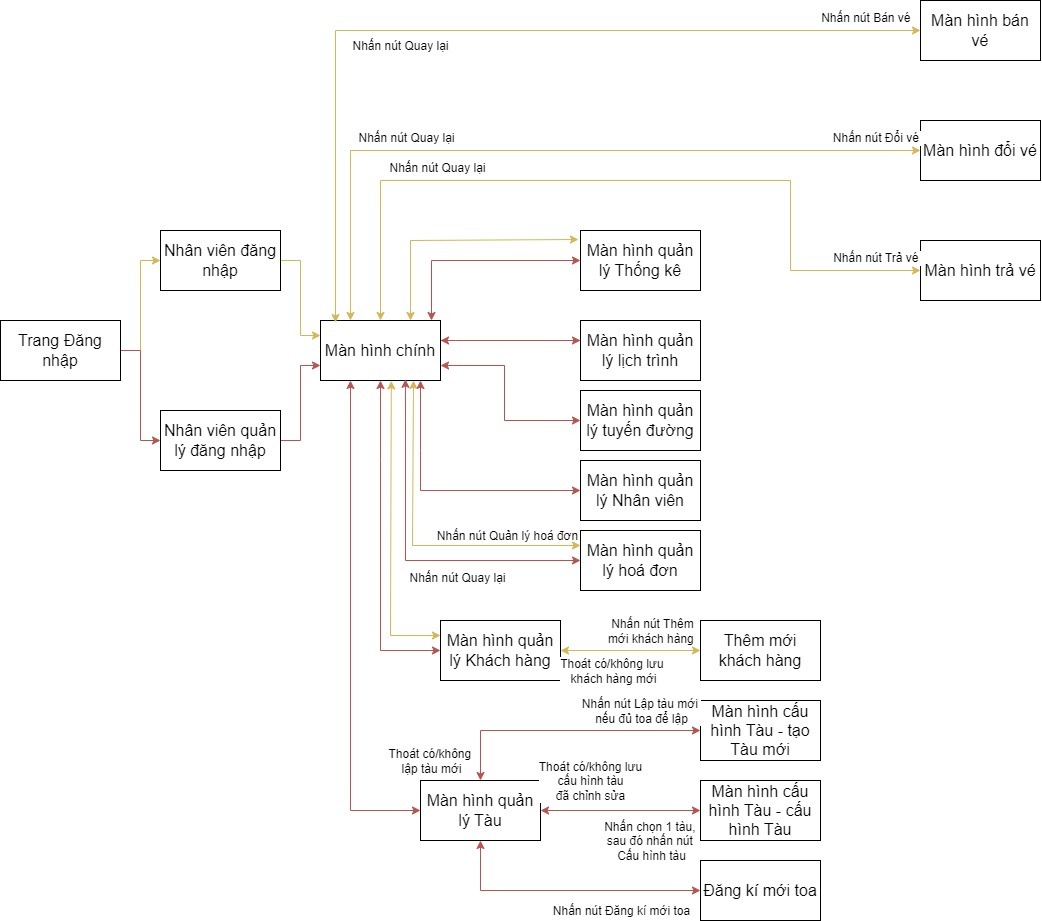 Nhấn nút Bán vé
Màn hình bán
vé
Nhấn nút Quay lại
Nhấn nút Quay lại
Nhấn nút Đổi vé
Màn hình đổi vé
Nhấn nút Quay lại
Nhấn nút Trả vé
Màn hình trả vé
Nhân viên đăng
nhập
Màn hình quản
lý Thống kê
Trang Đăng
nhập
Màn hình chính
Màn hình quản
lý lịch trình
Nhân viên quản
lý đăng nhập
Màn hình quản
lý tuyến đường
Màn hình quản
lý Nhân viên
Nhấn nút Quản lý hoá đơn
Màn hình quản
lý hoá đơn
Nhấn nút Quay lại
Màn hình quản
lý Khách hàng
Nhấn nút Thêm
mới khách hàng
Thoát có/không lưu
khách hàng mới
Thêm mới
khách hàng
Nhấn nút Lập tàu mới
nếu đủ toa để lập
Màn hình cấu
hình Tàu - tạo
Tàu mới
Thoát có/không
lập tàu mới
Thoát có/không lưu
cấu hình tàu
đã chỉnh sửa
Màn hình quản
lý Tàu
Màn hình cấu
hình Tàu - cấu
hình Tàu
Nhấn chọn 1 tàu,
sau đó nhấn nút
Cấu hình tàu
Đăng kí mới toa
Nhấn nút Đăng kí mới toa